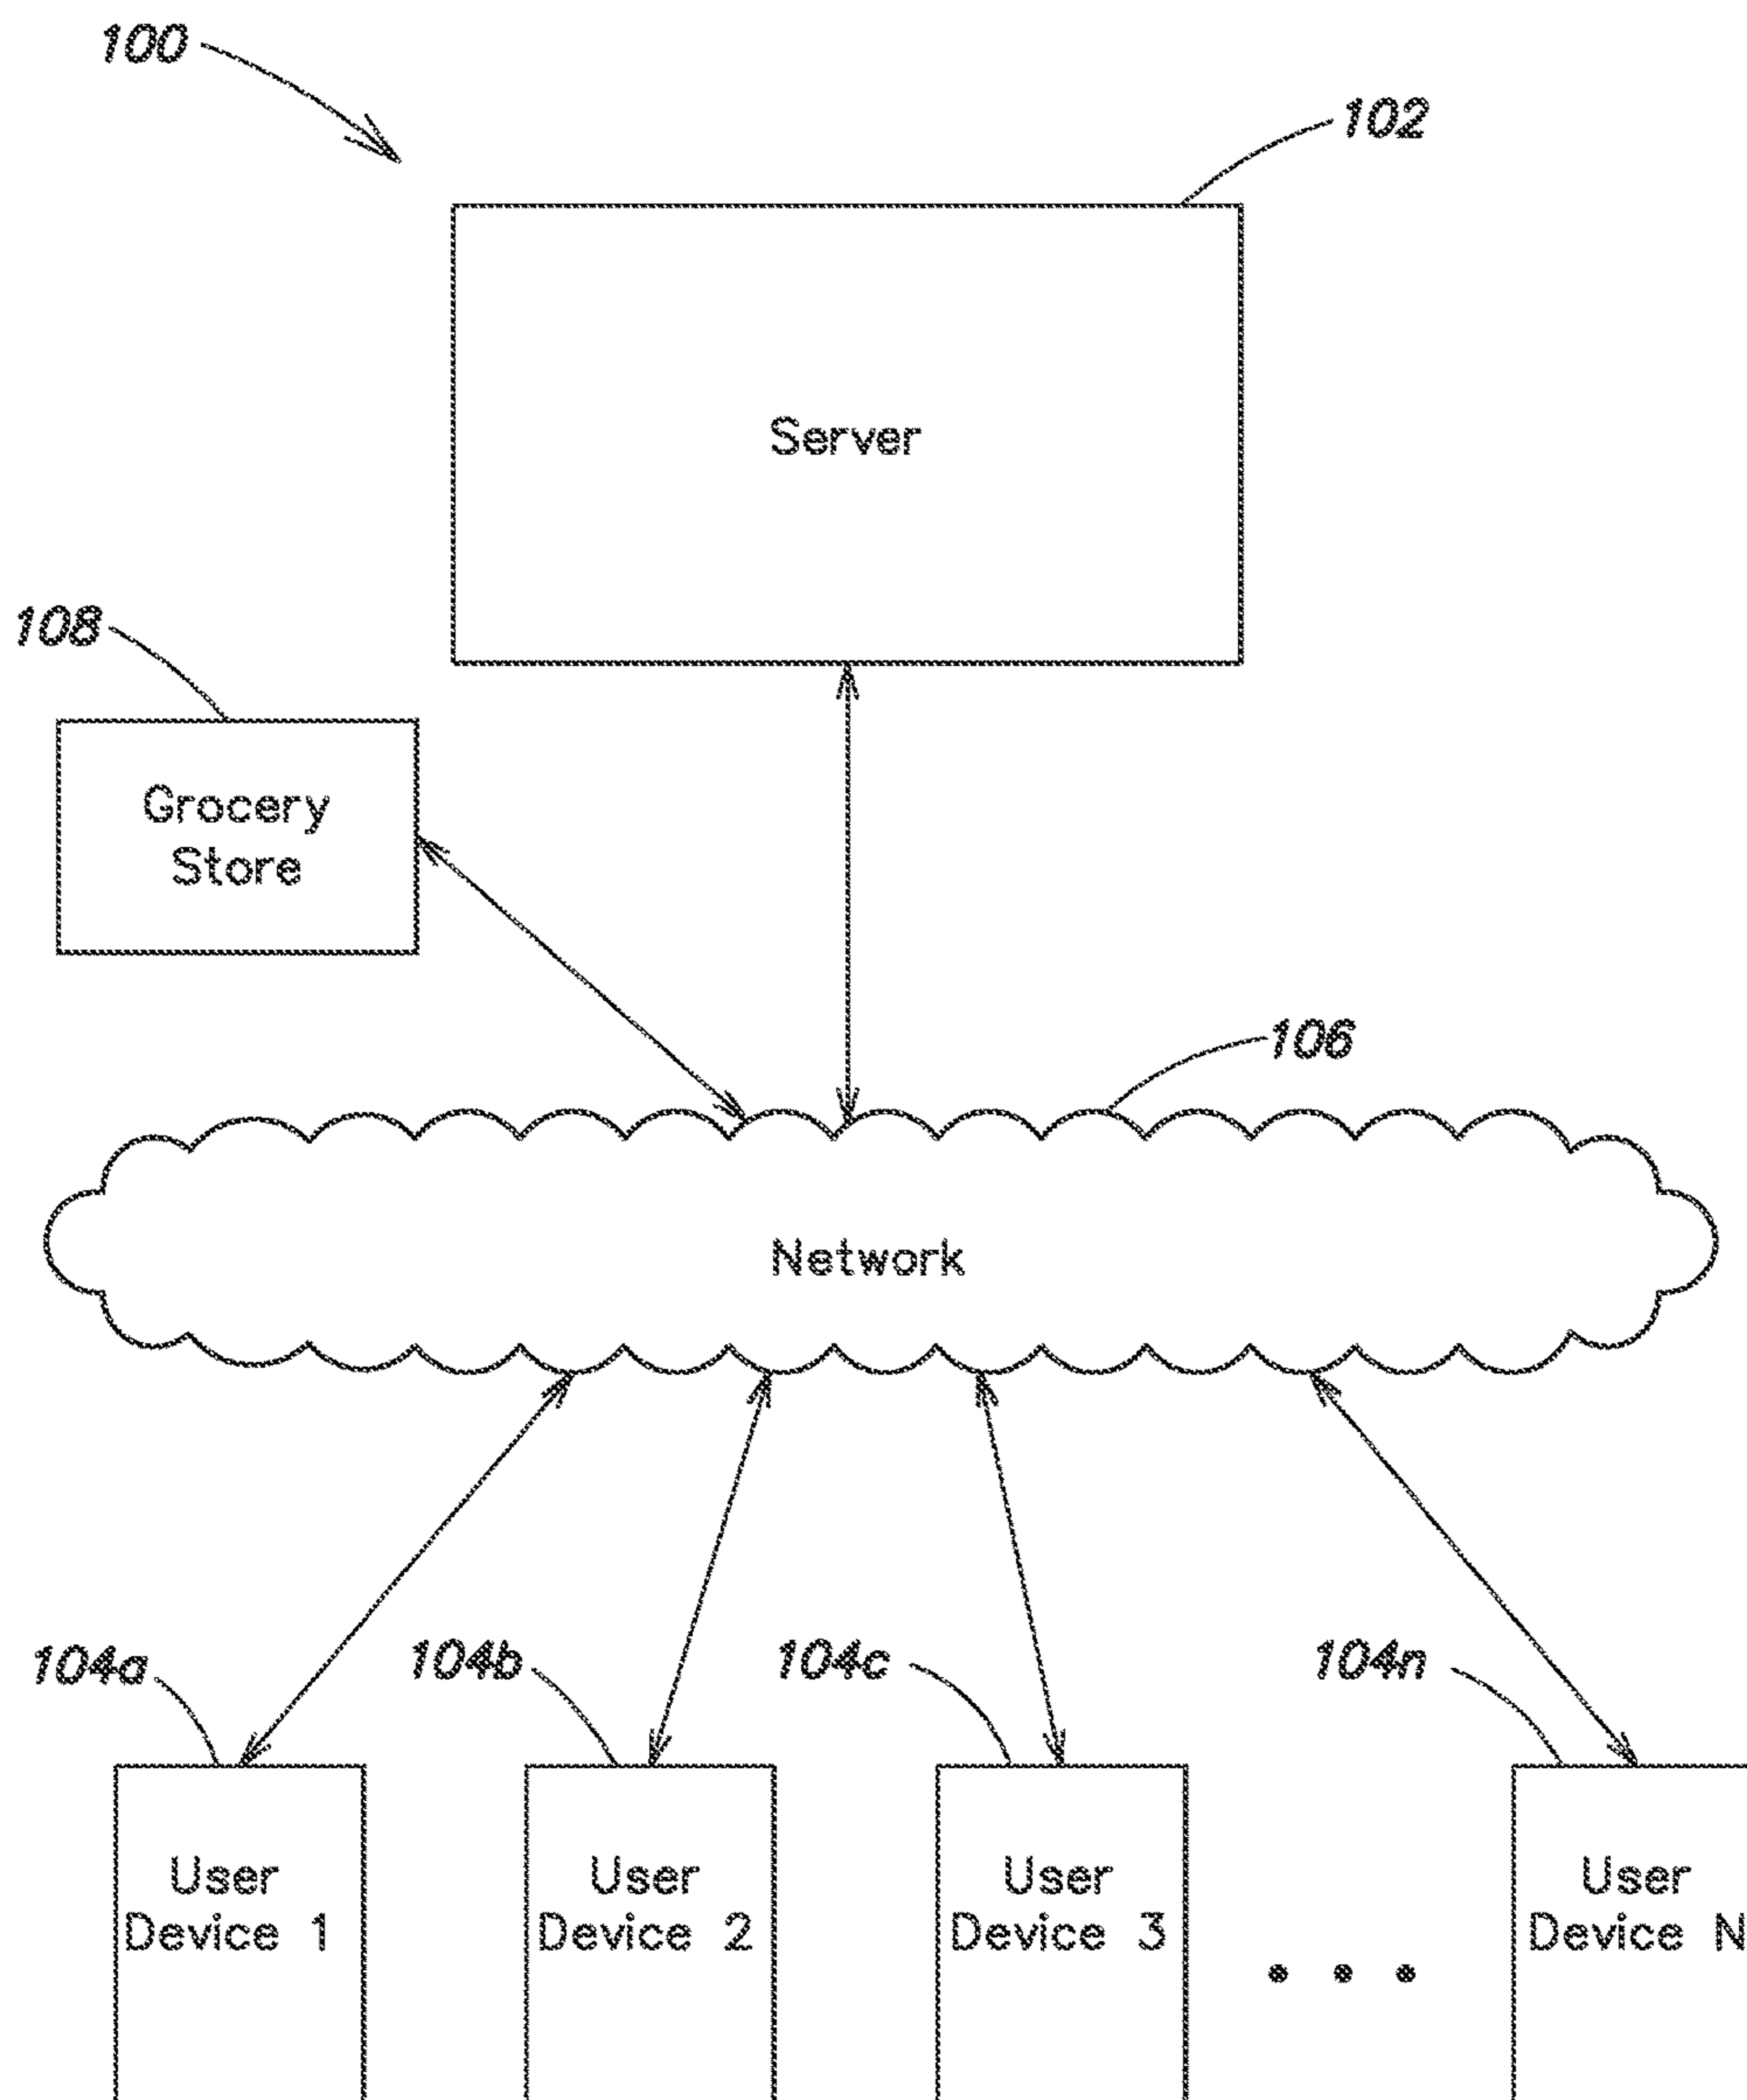 100
102
Server
108
Grocery
Store
106
Network
104a
104b
104c
104n
User
Device 1
User
Device 2
User
Device 3
User
Device N